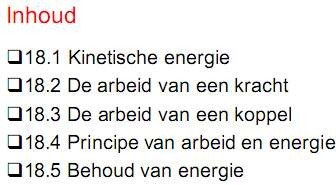 Inhoud
❑18.1 Kinetische energie
❑18.2 De arbeid van een kracht
❑18.3 De arbeid van een koppel
❑18.4 Principe van arbeid en energie
❑18.5 Behoud van energie